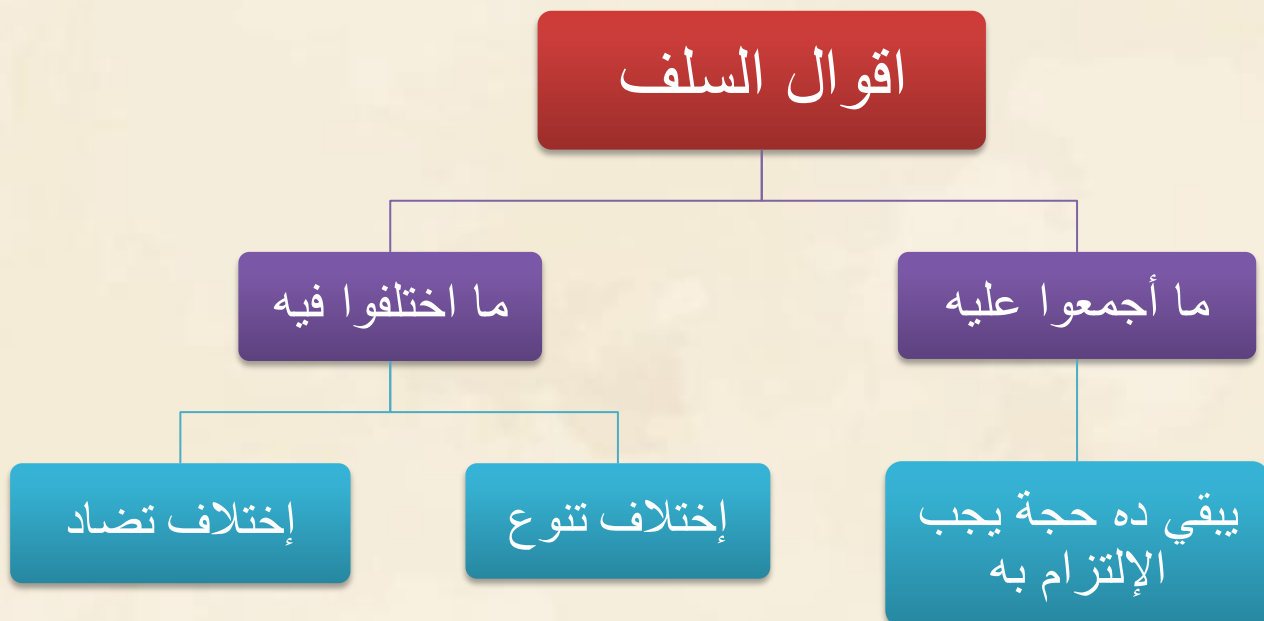 اقوال السلف
ما أجمعوا عليه
ما اختلفوا فيه
يبقي ده حجة يجب
الإلتزام به
إختلاف تنوع
إختلاف تضاد